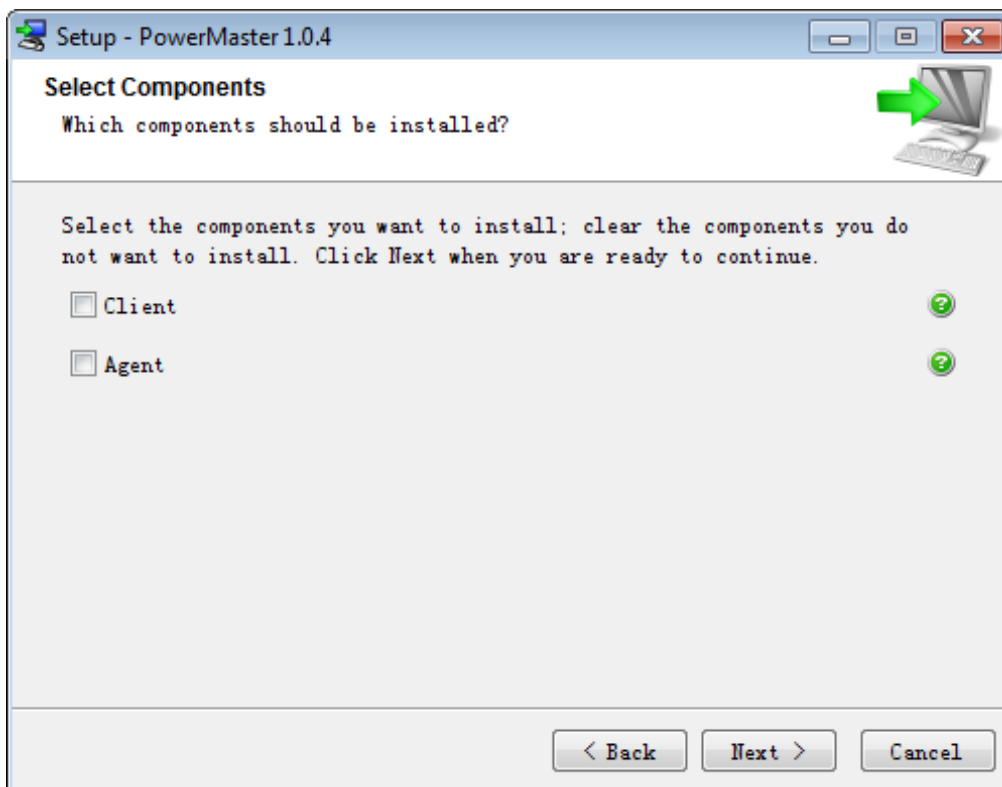 Setup - PowerMaster 1.0.4
Select Components
Which components should be installed?
Select the components you want to install; clear the components you do
not want to install. Click Next when you are ready to continue.
Client
?
Agent
?
< Back
Next >
Cancel